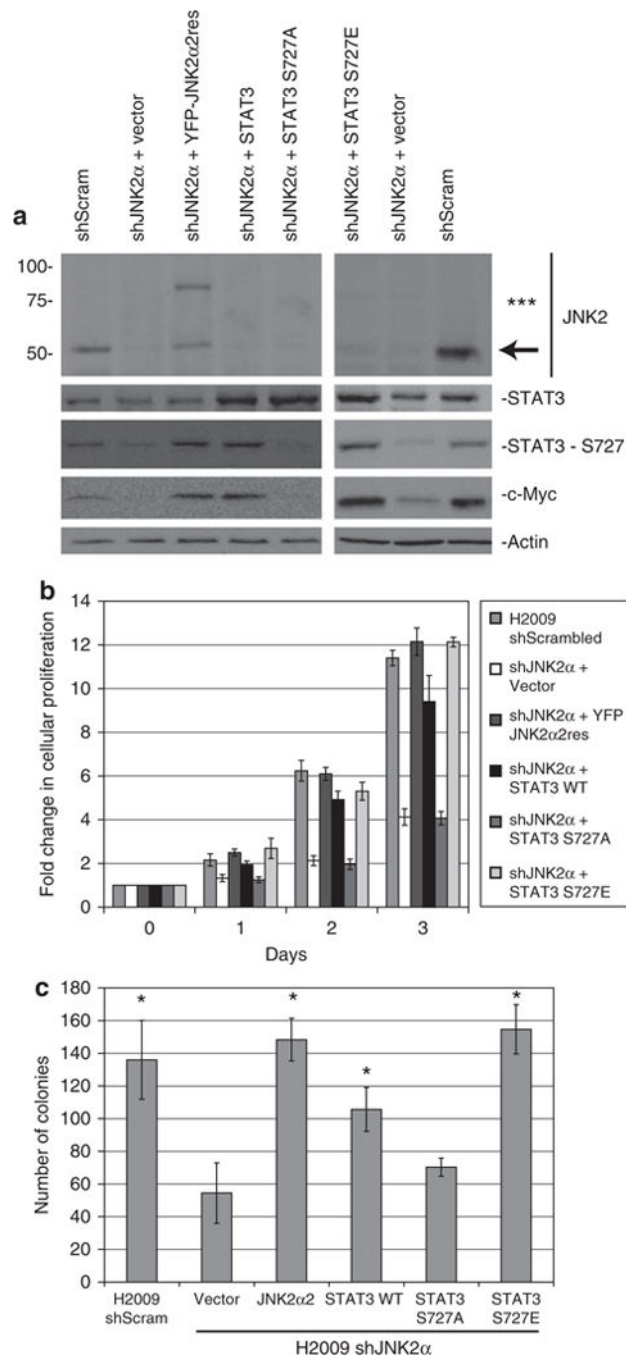 shScram
shJNK2α + vector
shJNK2α + YFP-JNK2α2res
shJNK2α + STAT3
shJNK2α + STAT3 S727A
shJNK2α + STAT3 S727E
shJNK2α + vector
shScram
a
100-
75-
50-
***
JNK2
-STAT3
-STAT3 - S727
-c-Myc
-Actin
b
Fold change in cellular proliferation
14
12
10
8
6
4
2
0
0 1 2 3
Days
H2009
shScrambled
shJNK2α +
Vector
shJNK2α + YFP
JNK2α2res
shJNK2α +
STAT3 WT
shJNK2α +
STAT3 S727A
shJNK2α +
STAT3 S727E
c
Number of colonies
180
160
140
120
100
80
60
40
20
0
* * * *
H2009
shScram
Vector
JNK2α2
STAT3 WT
STAT3
S727A
STAT3
S727E
H2009 shJNK2α